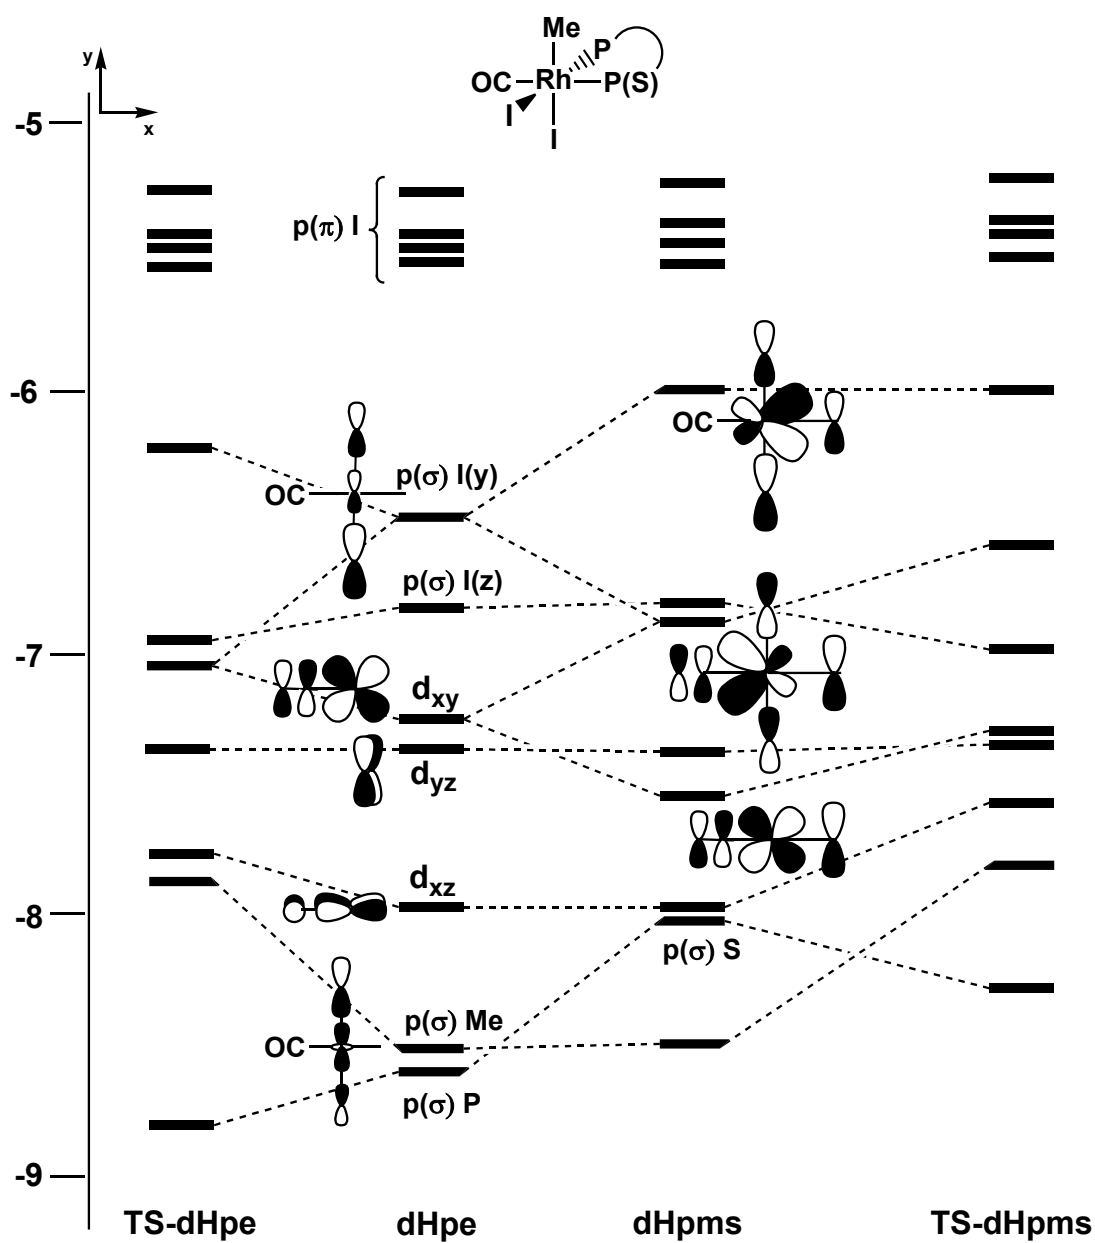 Me
P
OC Rh P(S)
I
I
y
x
-5
p(π) I
-6
OC
p(σ) I(y)
OC
p(σ) I(z)
-7
dxy
dyz
dxz
-8
p(σ) S
p(σ) Me
OC
p(σ) P
-9
TS-dHpe dHpe dHpms TS-dHpms